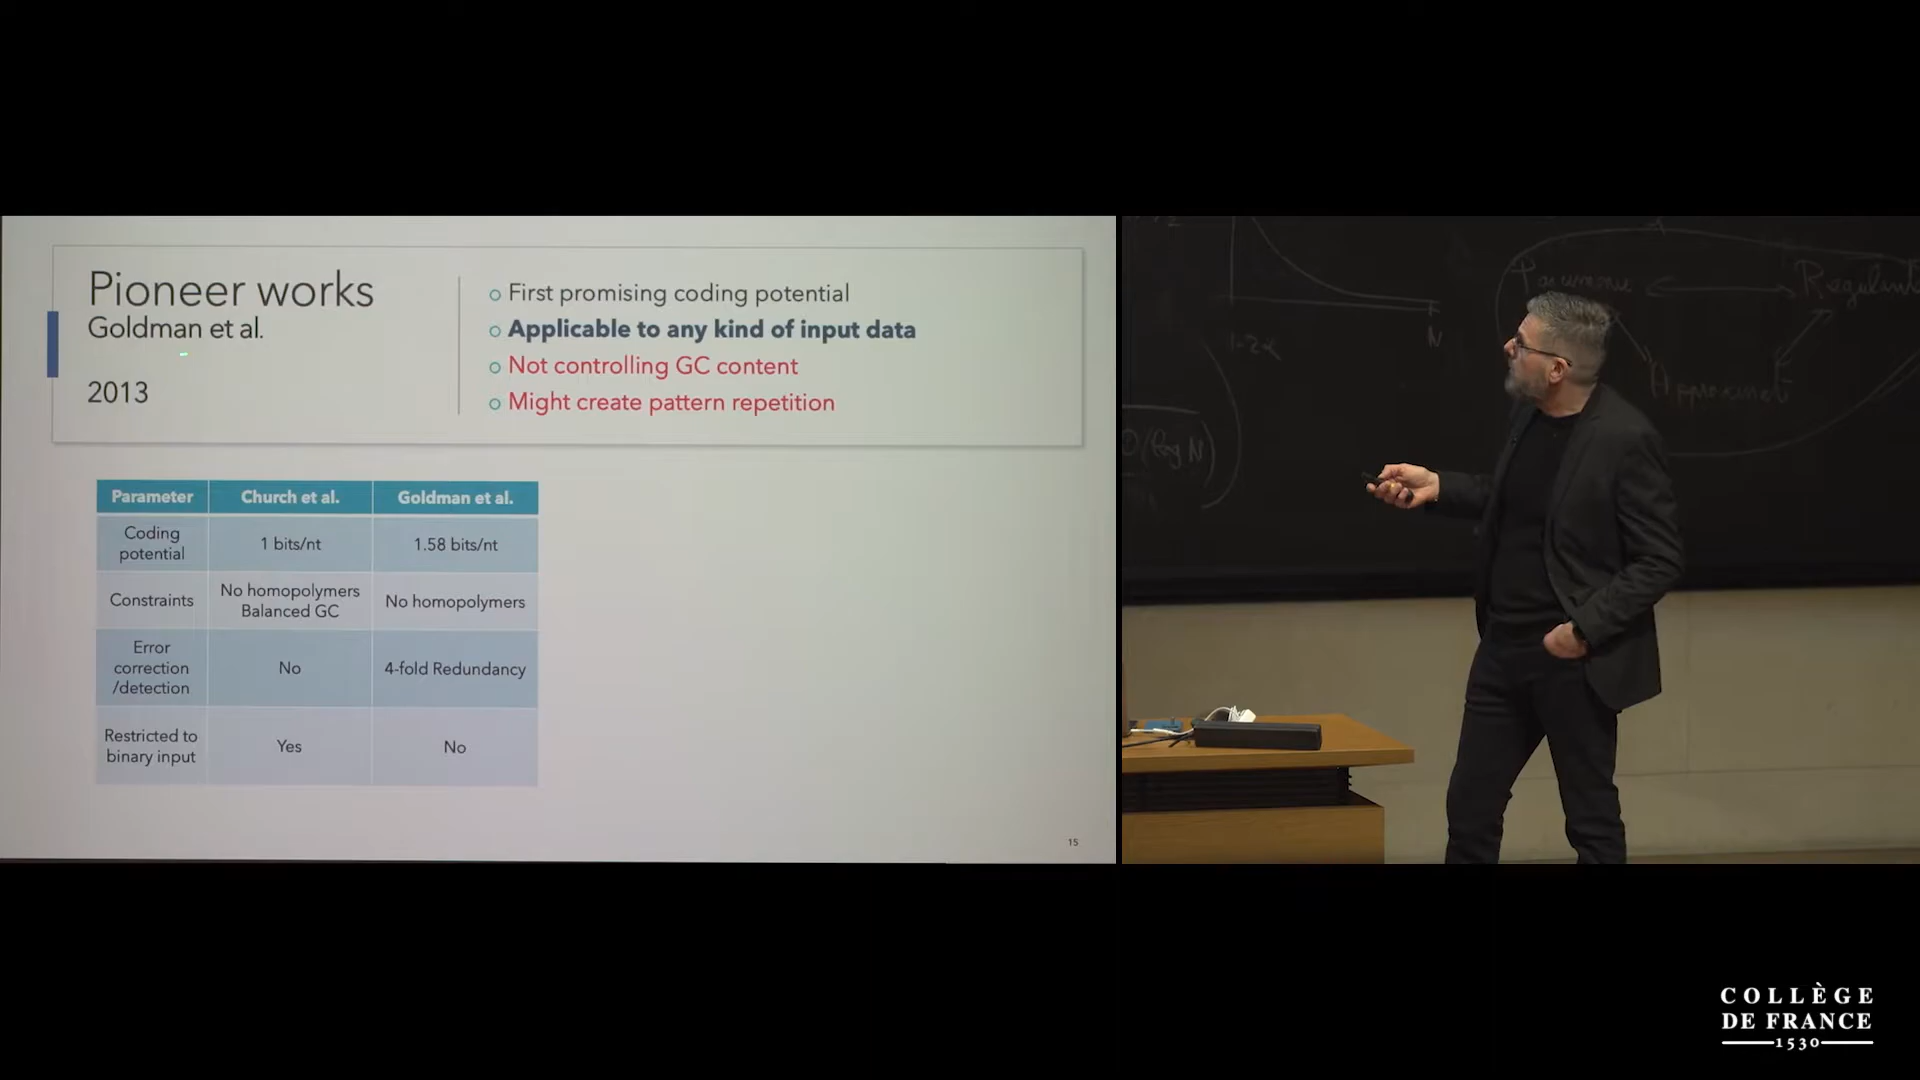 Pioneer works
Goldman et al.
2013
First promising coding potential
Applicable to any kind of input data
Not controlling GC content
Might create pattern repetition
Parameter Church et al. Goldman et al.
Coding potential 1 bits/nt 1.58 bits/nt
Constraints No homopolymers Balanced GC No homopolymers
Error correction /detection No 4-fold Redundancy
Restricted to binary input Yes No
15
N
1-2α
(log N)
COLLÈGE
DE FRANCE
1530